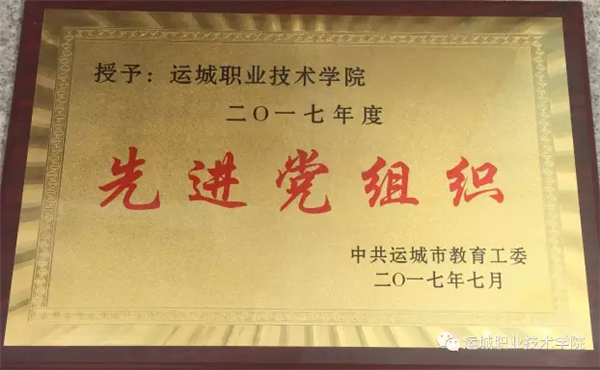 授予：运城职业技术学院
二〇一七年度
先进党组织
中共运城市教育工委
二〇一七年七月
运城职业技术学院